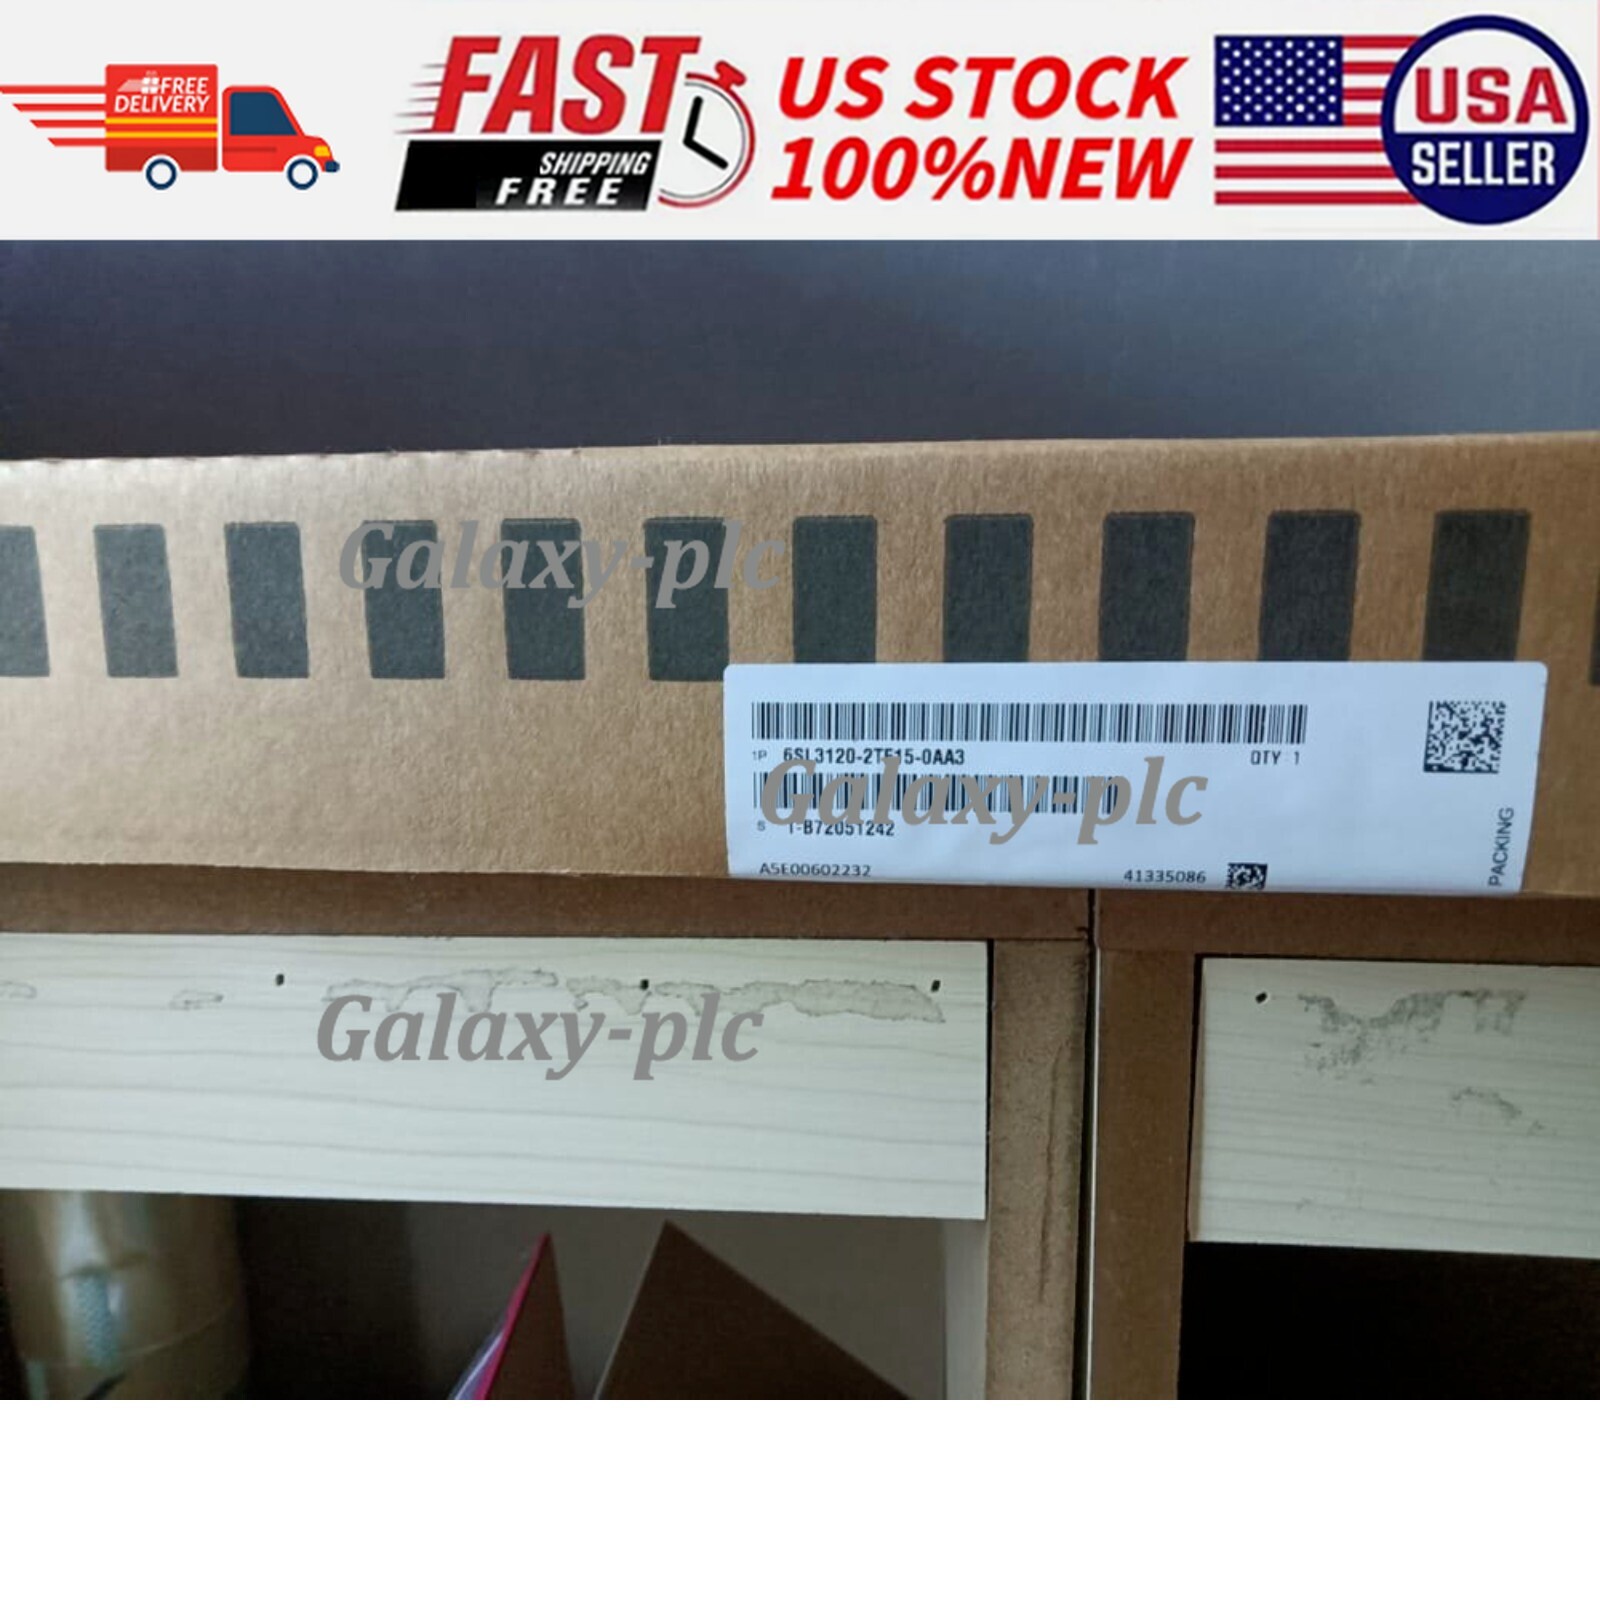 FREE
DELIVERY
FAST
SHIPPING
FREE
US STOCK
100%NEW
USA
SELLER
Galaxy-plc
1P 6SL3120-2TE15-0AA3 QTY 1
Galaxy-plc
S T-B72051242
A5E00602232 41335086
PACKING
Galaxy-plc